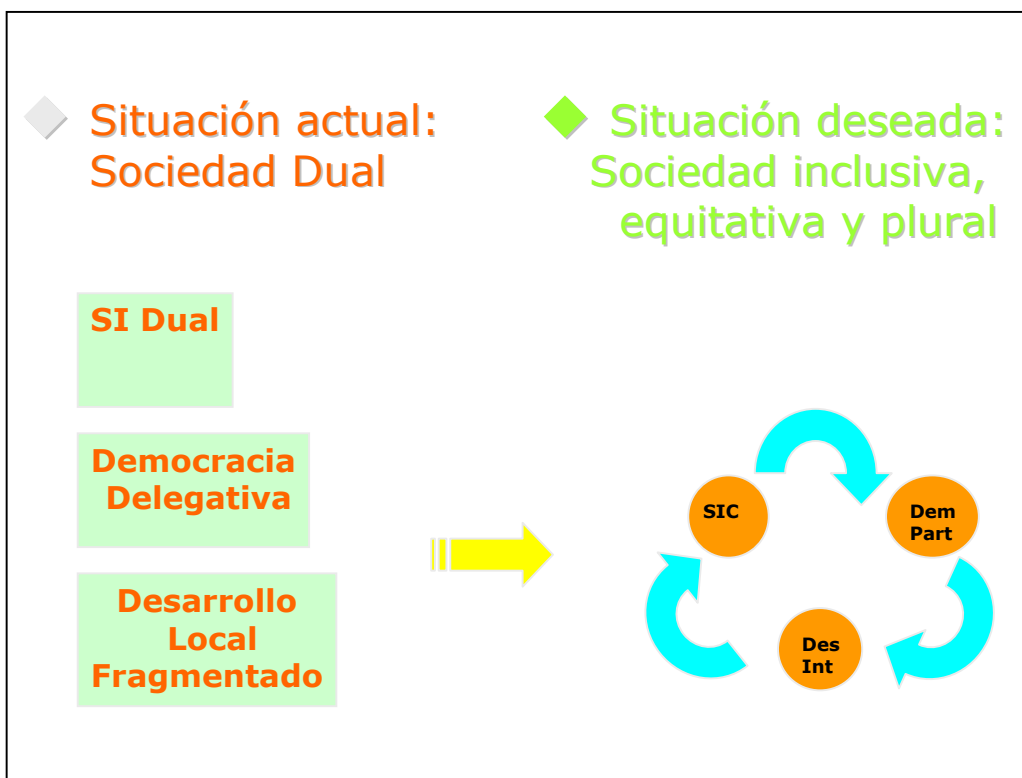 Situación actual:
Sociedad Dual
Situación deseada:
Sociedad inclusiva,
equitativa y plural
SI Dual
Democracia
Delegativa
Desarrollo
Local
Fragmentado
SIC
Dem
Part
Des
Int